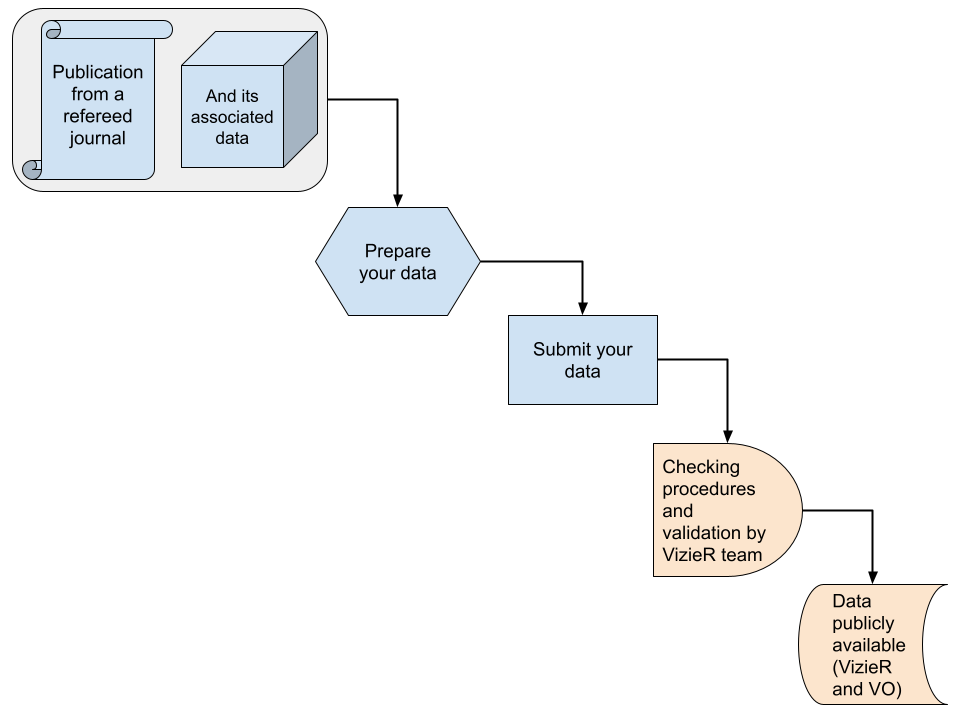 Publication
from a
refereed
journal
And its
associated
data
Prepare
your data
Submit your
data
Checking
procedures
and
validation by
VizieR team
Data
publicly
available
(VizieR
and VO)